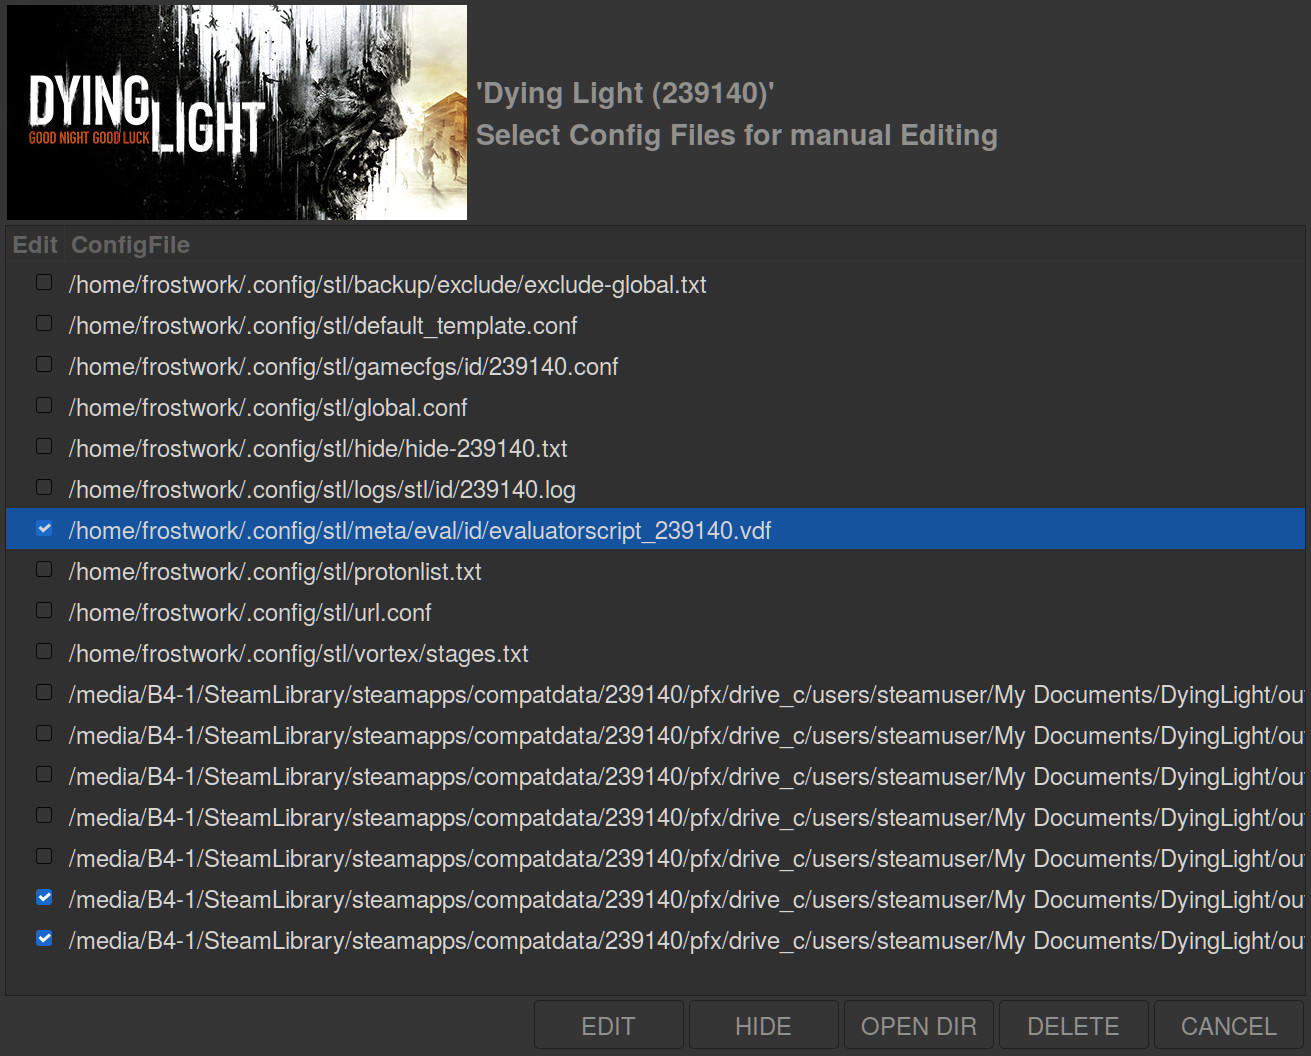 DYING
LIGHT
GOOD NIGHT GOOD LUCK
'Dying Light (239140)'
Select Config Files for manual Editing
Edit ConfigFile
/home/frostwork/.config/stl/backup/exclude/exclude-global.txt
/home/frostwork/.config/stl/default_template.conf
/home/frostwork/.config/stl/gamecfgs/id/239140.conf
/home/frostwork/.config/stl/global.conf
/home/frostwork/.config/stl/hide/hide-239140.txt
/home/frostwork/.config/stl/logs/stl/id/239140.log
/home/frostwork/.config/stl/meta/eval/id/evaluatorscript_239140.vdf
/home/frostwork/.config/stl/protonlist.txt
/home/frostwork/.config/stl/url.conf
/home/frostwork/.config/stl/vortex/stages.txt
/media/B4-1/SteamLibrary/steamapps/compatdata/239140/pfx/drive_c/users/steamuser/My Documents/DyingLight/ou
/media/B4-1/SteamLibrary/steamapps/compatdata/239140/pfx/drive_c/users/steamuser/My Documents/DyingLight/ou
/media/B4-1/SteamLibrary/steamapps/compatdata/239140/pfx/drive_c/users/steamuser/My Documents/DyingLight/ou
/media/B4-1/SteamLibrary/steamapps/compatdata/239140/pfx/drive_c/users/steamuser/My Documents/DyingLight/ou
/media/B4-1/SteamLibrary/steamapps/compatdata/239140/pfx/drive_c/users/steamuser/My Documents/DyingLight/ou
/media/B4-1/SteamLibrary/steamapps/compatdata/239140/pfx/drive_c/users/steamuser/My Documents/DyingLight/ou
/media/B4-1/SteamLibrary/steamapps/compatdata/239140/pfx/drive_c/users/steamuser/My Documents/DyingLight/ou
EDIT HIDE OPEN DIR DELETE CANCEL